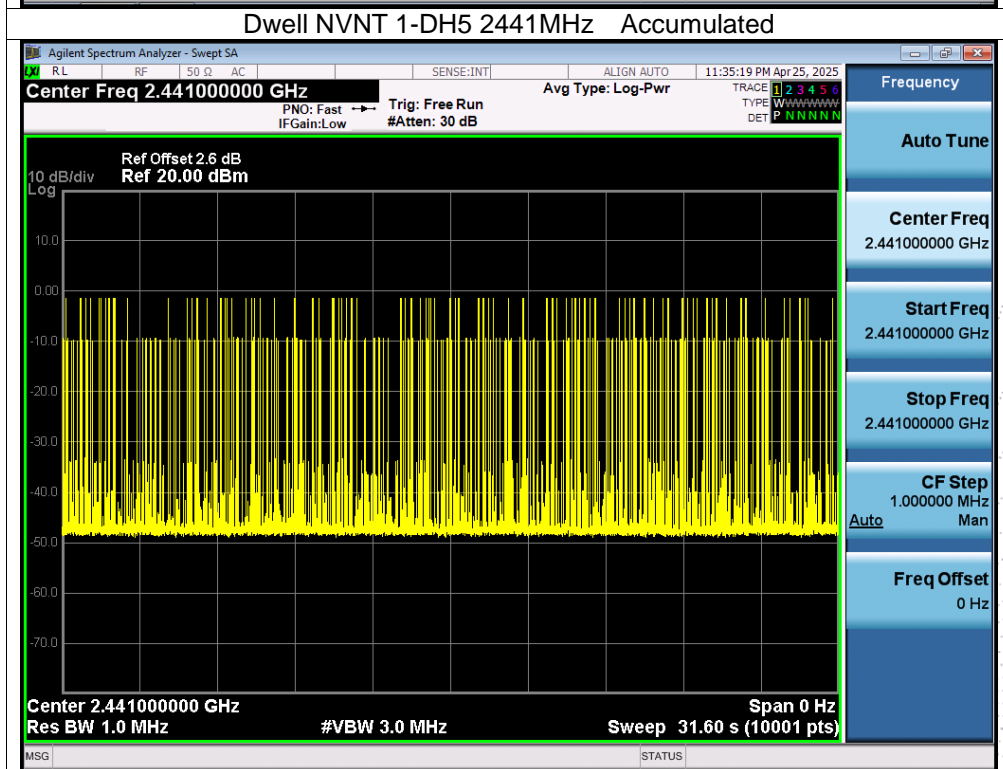 Dwell NVNT 1-DH5 2441MHz Accumulated
Agilent Spectrum Analyzer - Swept SA
LXI RL RF 50 Ω AC SENSE:INT ALIGN AUTO 11:35:19 PM Apr 25, 2025
Center Freq 2.441000000 GHz
PNO: Fast
IFGain:Low
Trig: Free Run
#Atten: 30 dB
Avg Type: Log-Pwr
TRACE 1 2 3 4 5 6
TYPE WWWWWWW
DET P N N N N N
Ref Offset 2.6 dB
10 dB/div Ref 20.00 dBm
Log
10.0
0.00
-10.0
-20.0
-30.0
-40.0
-50.0
-60.0
-70.0
Center 2.441000000 GHz Span 0 Hz
Res BW 1.0 MHz #VBW 3.0 MHz Sweep 31.60 s (10001 pts)
MSG STATUS
Frequency
Auto Tune
Center Freq
2.441000000 GHz
Start Freq
2.441000000 GHz
Stop Freq
2.441000000 GHz
CF Step
1.000000 MHz
Auto Man
Freq Offset
0 Hz